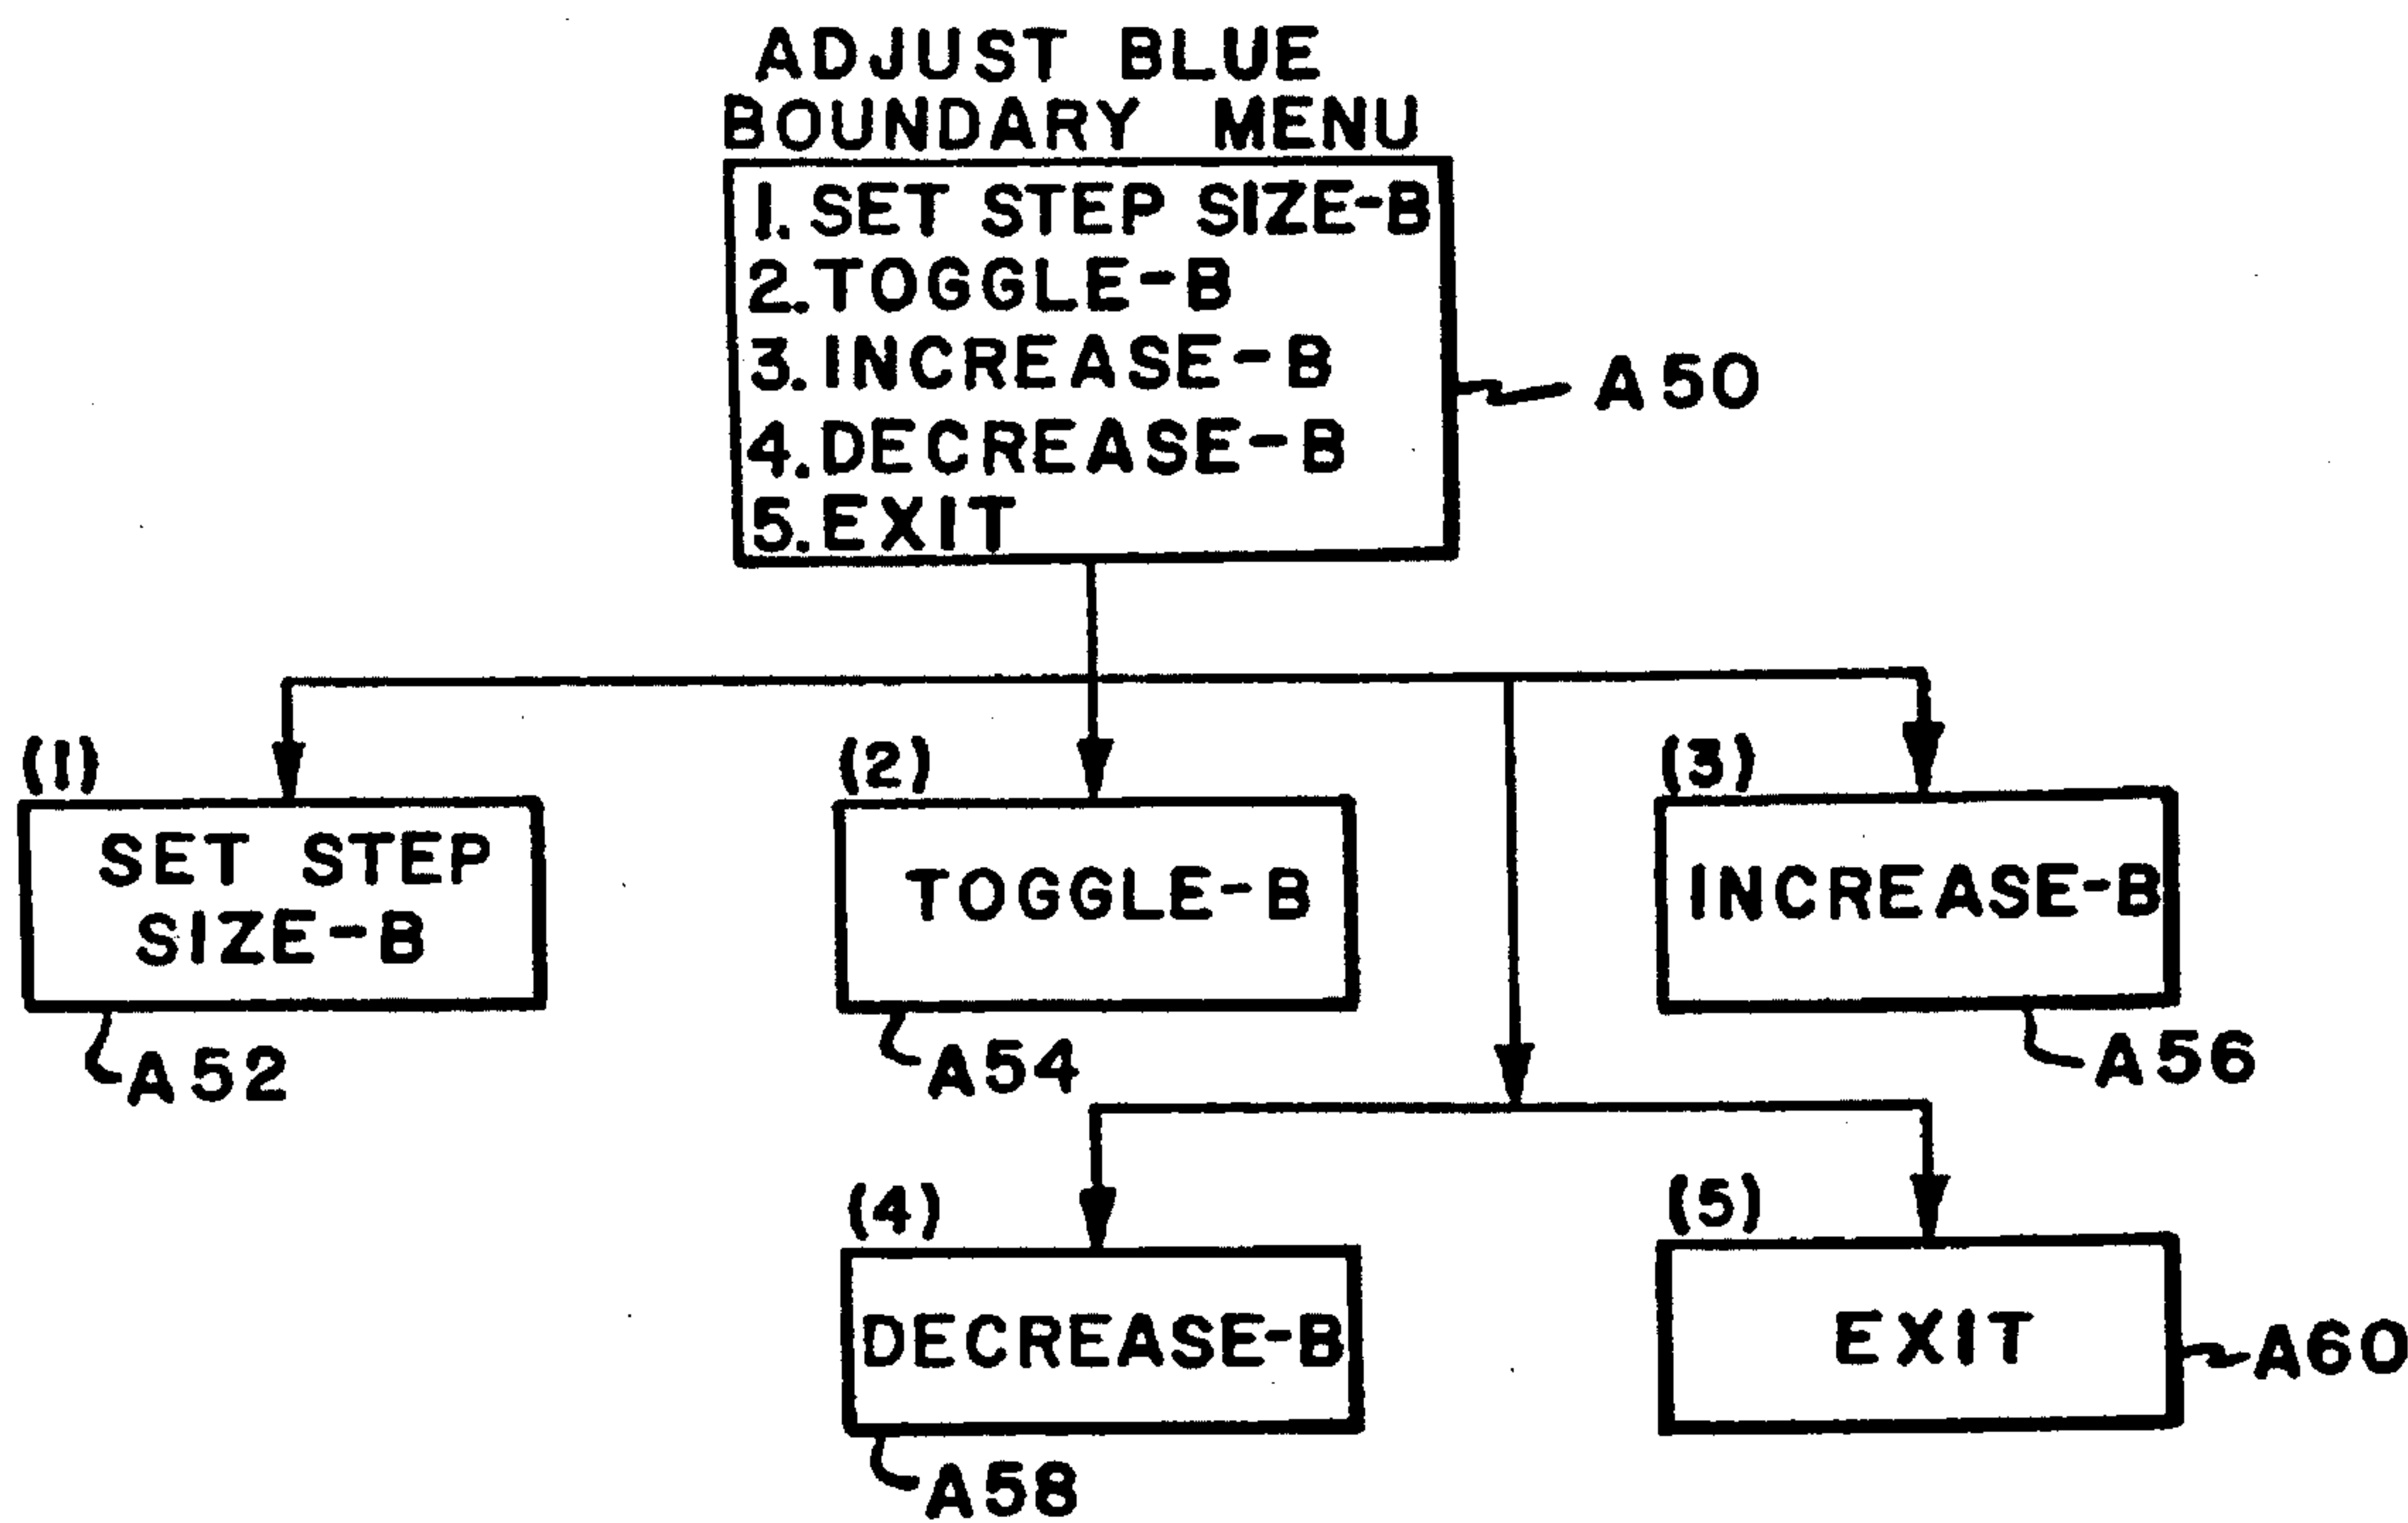 ADJUST BLUE
BOUNDARY MENU
1. SET STEP SIZE-B
2. TOGGLE-B
3. INCREASE-B
4. DECREASE-B
5. EXIT
A50
(1)
SET STEP
SIZE-B
A52
(2)
TOGGLE-B
A54
(3)
INCREASE-B
A56
(4)
DECREASE-B
A58
(5)
EXIT
A60